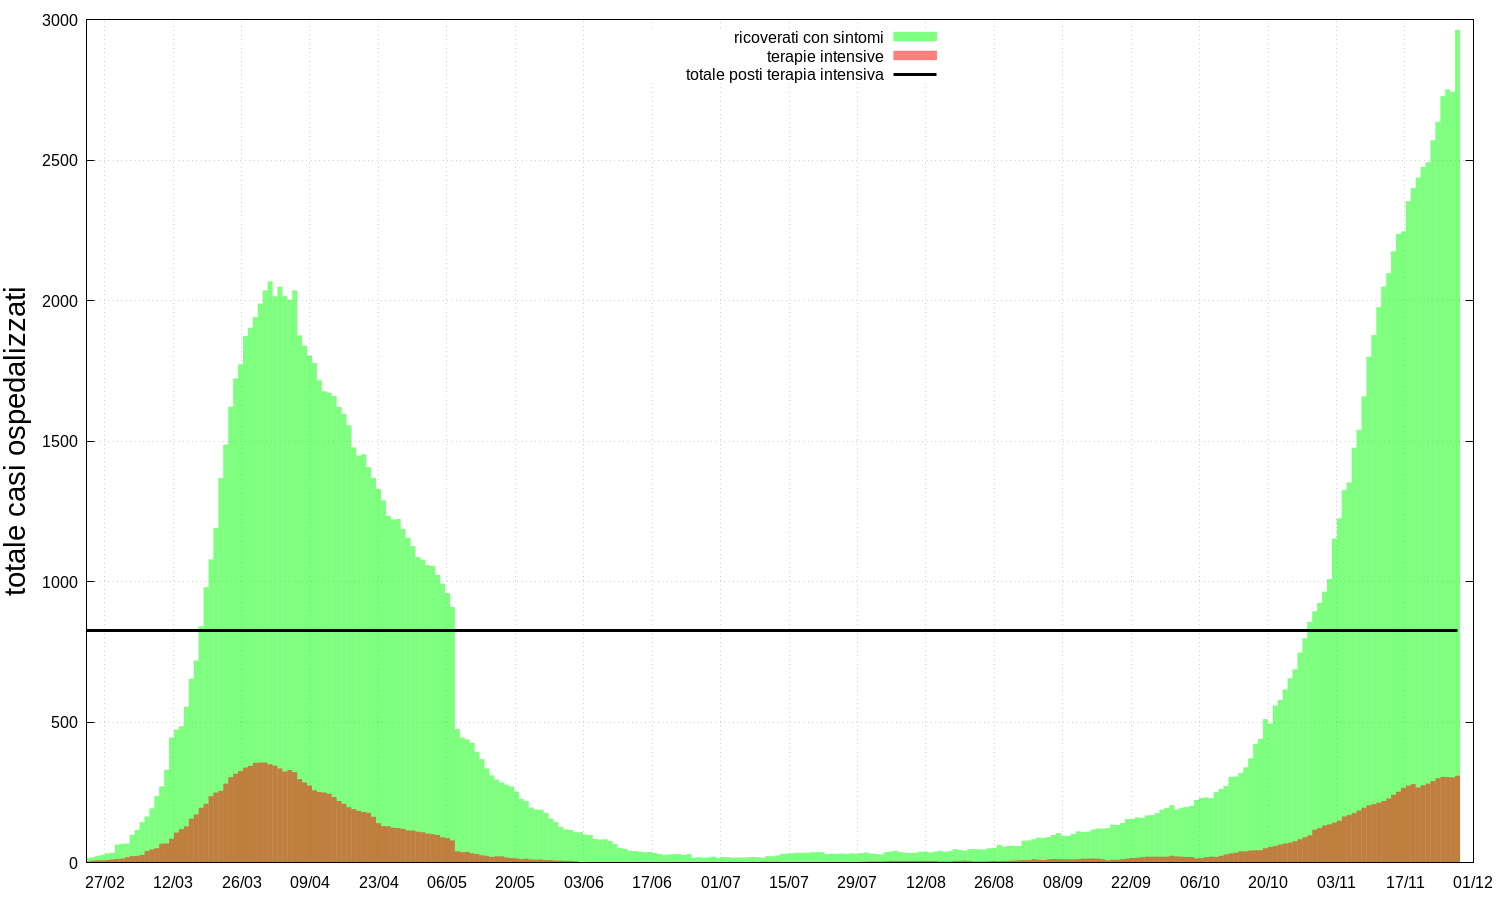 ricoverati con sintomi
terapie intensive
totale posti terapia intensiva
totale casi ospedalizzati
3000
2500
2000
1500
1000
500
0
27/02 12/03 26/03 09/04 23/04 06/05 20/05 03/06 17/06 01/07 15/07 29/07 12/08 26/08 08/09 22/09 06/10 20/10 03/11 17/11 01/12